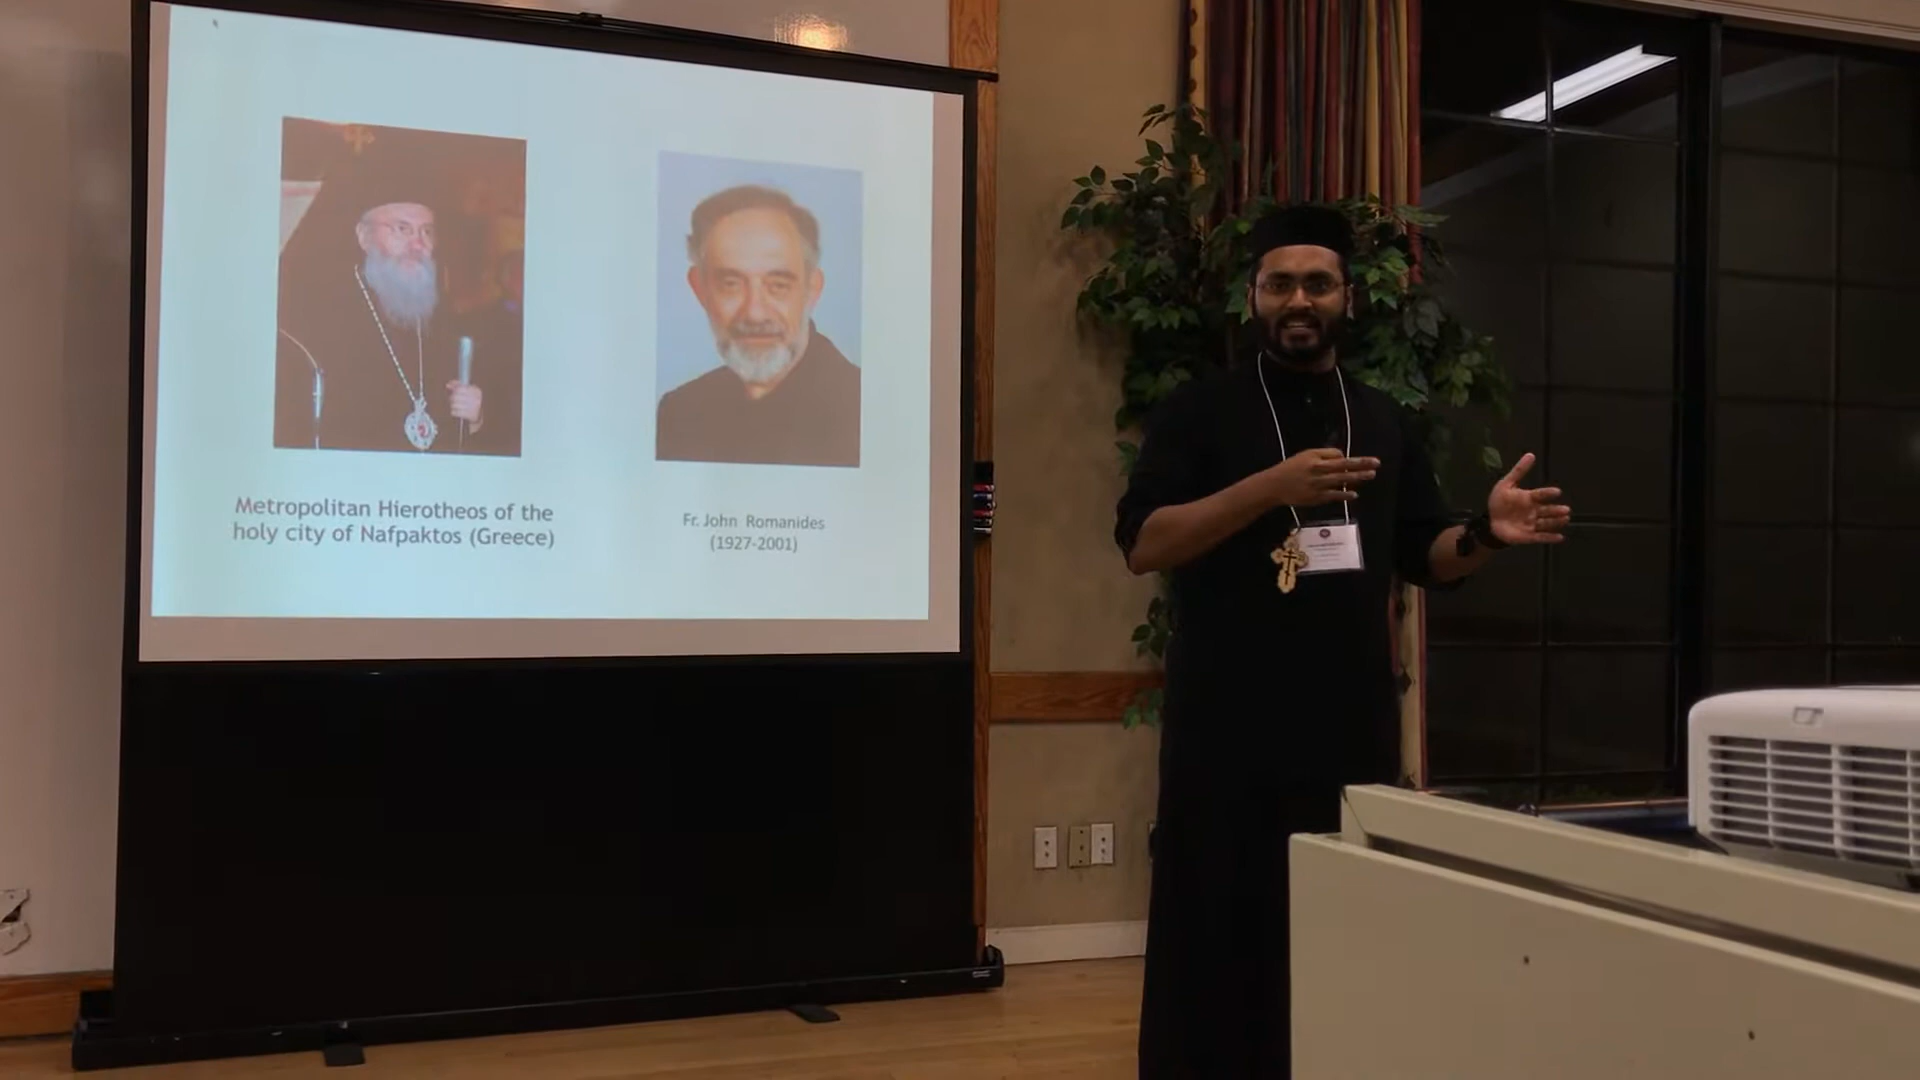 Metropolitan Hierotheos of the
holy city of Nafpaktos (Greece)
Fr. John Romanides
(1927-2001)